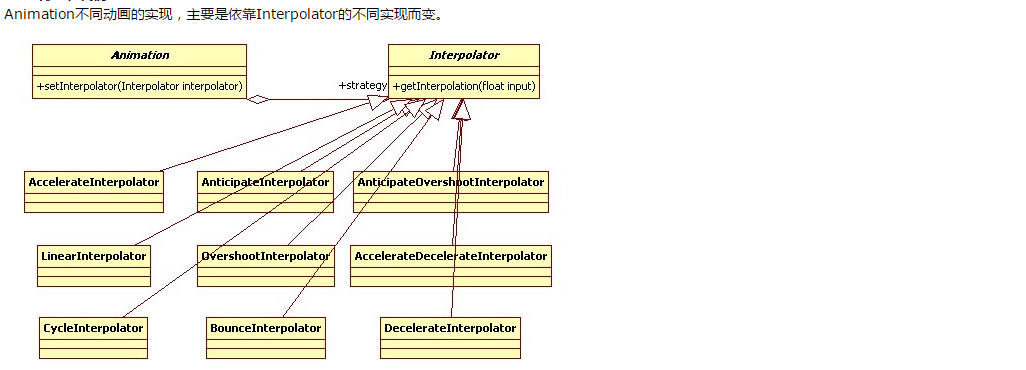 Animation不同动画的实现，主要是依靠Interpolator的不同实现而变。
Animation
Interpolator
+setInterpolator(Interpolator interpolator)
+strategy
+getInterpolation(float input)
AccelerateInterpolator
AnticipateInterpolator
AnticipateOvershootInterpolator
LinearInterpolator
OvershootInterpolator
AccelerateDecelerateInterpolator
CycleInterpolator
BounceInterpolator
DecelerateInterpolator